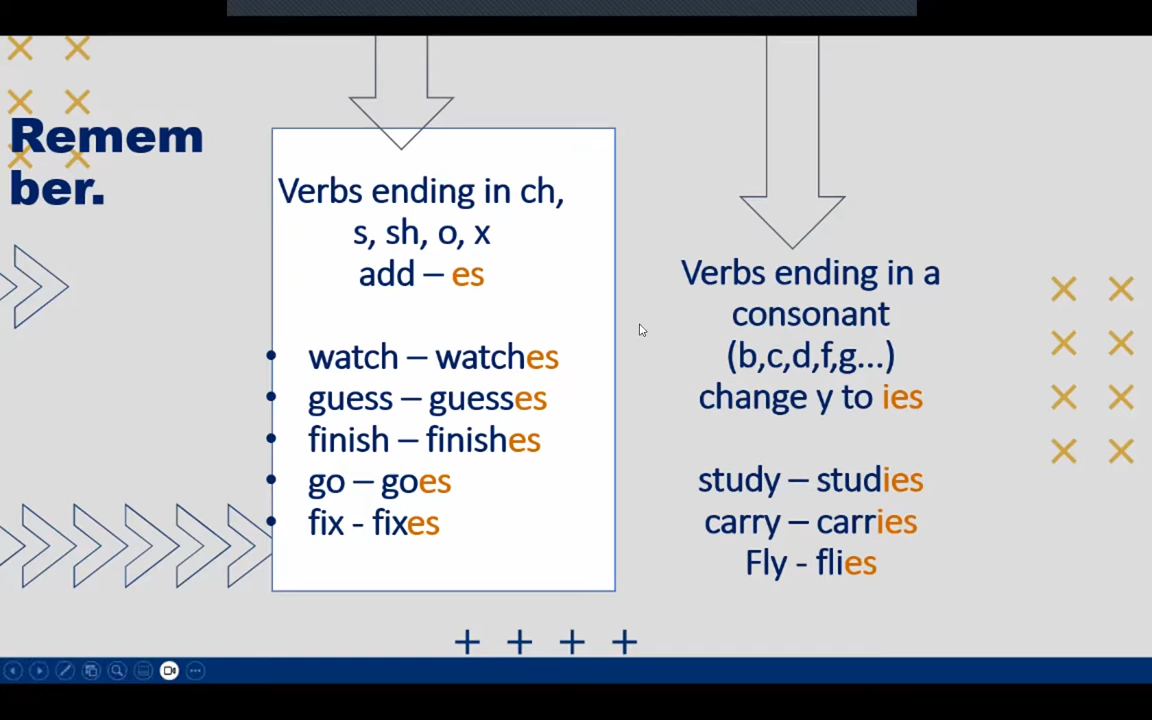 Remem
ber.
Verbs ending in ch,
s, sh, o, x
add – es
• watch – watches
• guess – guesses
• finish – finishes
• go – goes
• fix - fixes
Verbs ending in a
consonant
(b,c,d,f,g...)
change y to ies
study – studies
carry – carries
Fly - flies